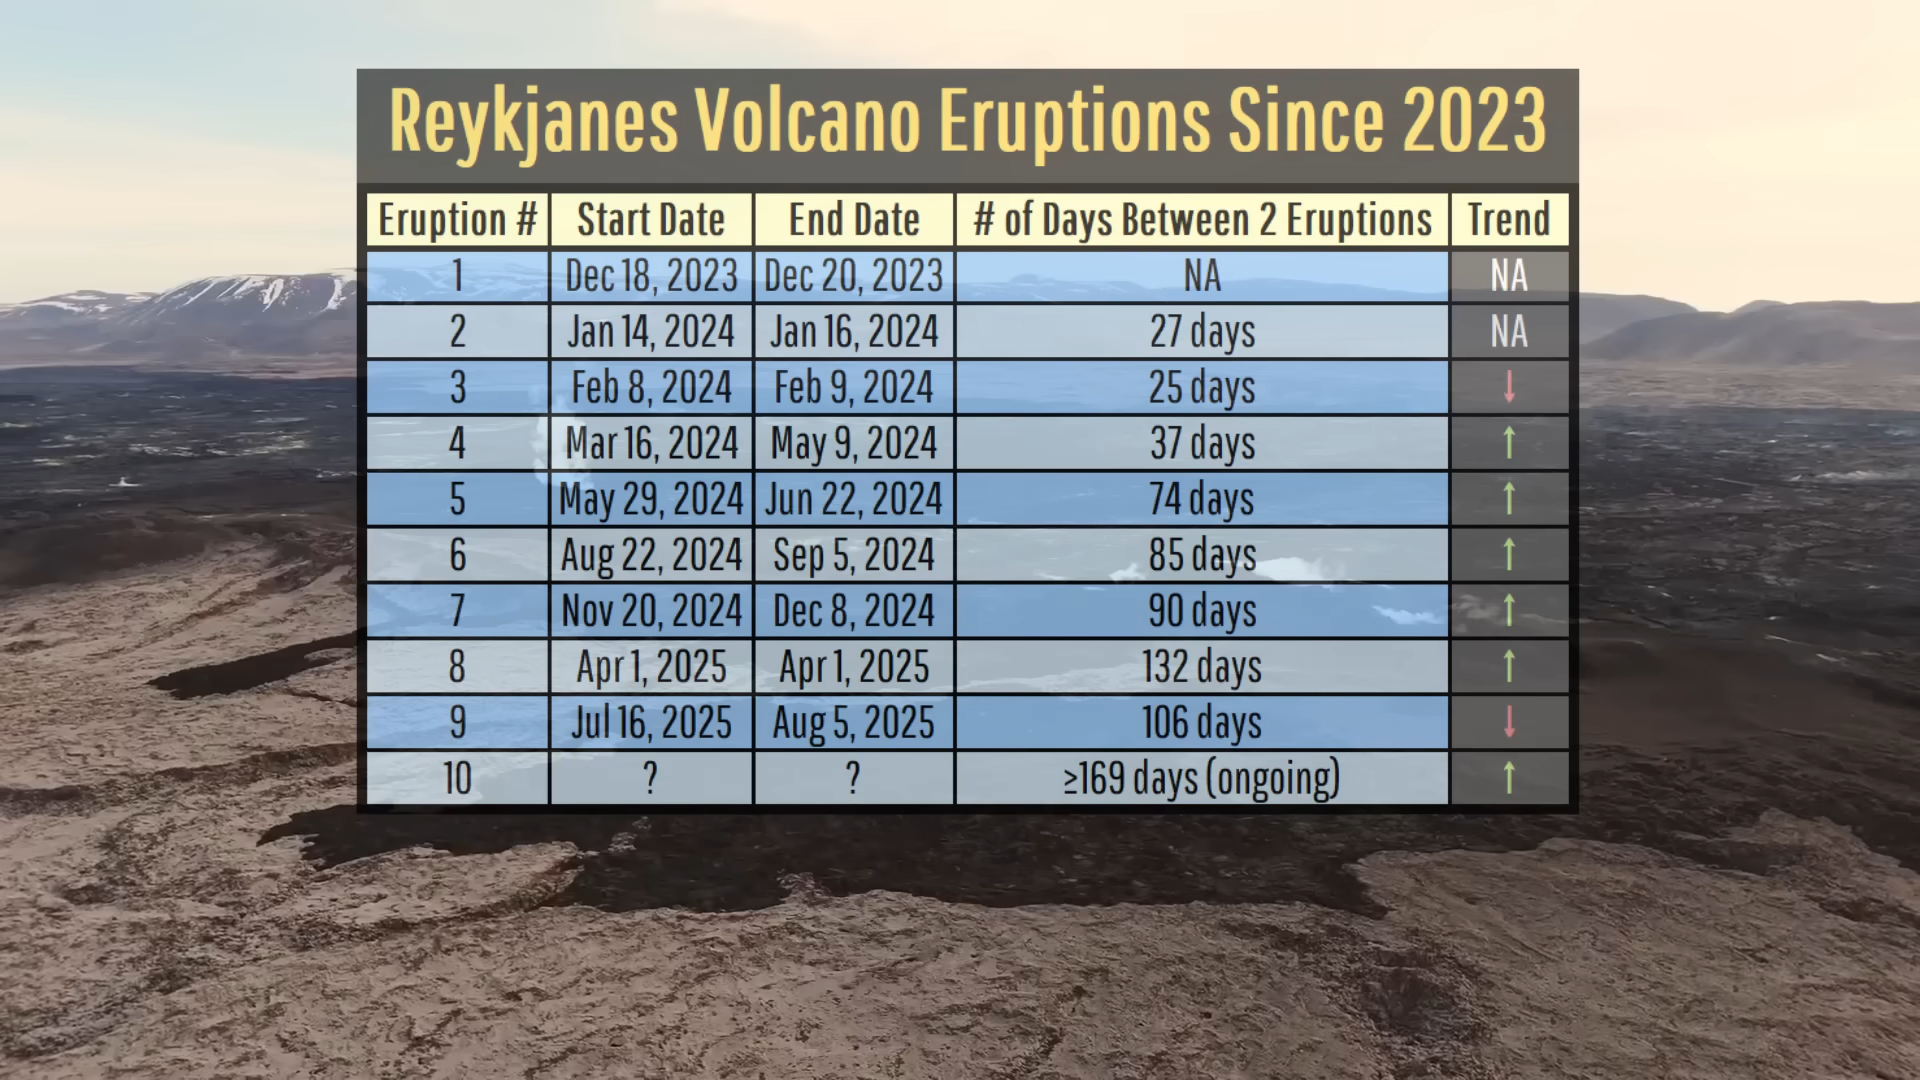 Reykjanes Volcano Eruptions Since 2023
Eruption # Start Date End Date # of Days Between 2 Eruptions Trend
1 Dec 18, 2023 Dec 20, 2023 NA NA
2 Jan 14, 2024 Jan 16, 2024 27 days NA
3 Feb 8, 2024 Feb 9, 2024 25 days ↓
4 Mar 16, 2024 May 9, 2024 37 days ↑
5 May 29, 2024 Jun 22, 2024 74 days ↑
6 Aug 22, 2024 Sep 5, 2024 85 days ↑
7 Nov 20, 2024 Dec 8, 2024 90 days ↑
8 Apr 1, 2025 Apr 1, 2025 132 days ↑
9 Jul 16, 2025 Aug 5, 2025 106 days ↓
10 ? ? ≥169 days (ongoing) ↑